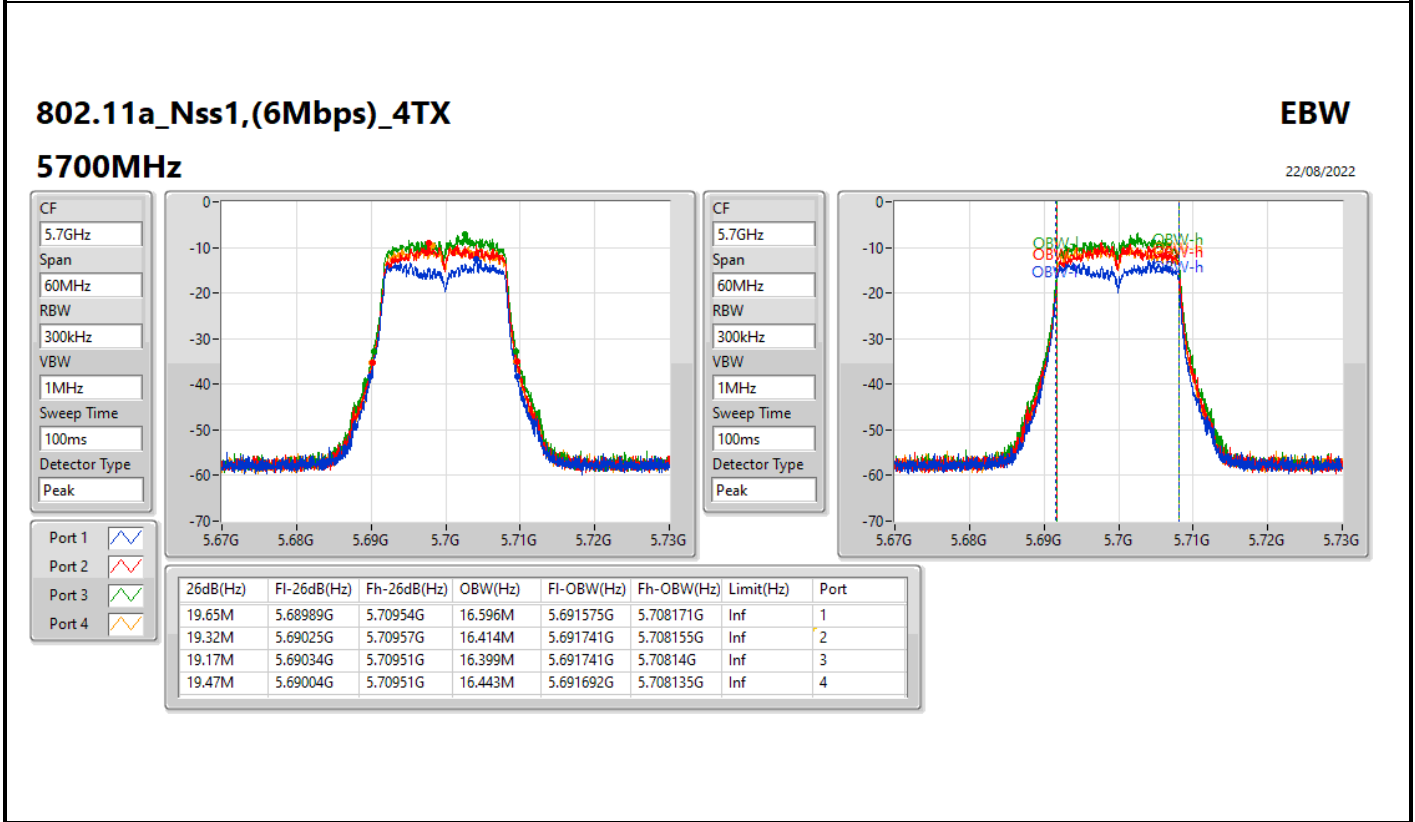 802.11a_Nss1,(6Mbps)_4TX
EBW
5700MHz
22/08/2022
CF
5.7GHz
Span
60MHz
RBW
300kHz
VBW
1MHz
Sweep Time
100ms
Detector Type
Peak
0
-10
-20
-30
-40
-50
-60
-70
5.67G 5.68G 5.69G 5.7G 5.71G 5.72G 5.73G
CF
5.7GHz
Span
60MHz
RBW
300kHz
VBW
1MHz
Sweep Time
100ms
Detector Type
Peak
0
-10
-20
-30
-40
-50
-60
-70
OBW-h
5.67G 5.68G 5.69G 5.7G 5.71G 5.72G 5.73G
Port 1
Port 2
Port 3
Port 4
26dB(Hz) Fl-26dB(Hz) Fh-26dB(Hz) OBW(Hz) Fl-OBW(Hz) Fh-OBW(Hz) Limit(Hz) Port
19.65M 5.68989G 5.70954G 16.596M 5.691575G 5.708171G Inf 1
19.32M 5.69025G 5.70957G 16.414M 5.691741G 5.708155G Inf 2
19.17M 5.69034G 5.70951G 16.399M 5.691741G 5.70814G Inf 3
19.47M 5.69004G 5.70951G 16.443M 5.691692G 5.708135G Inf 4